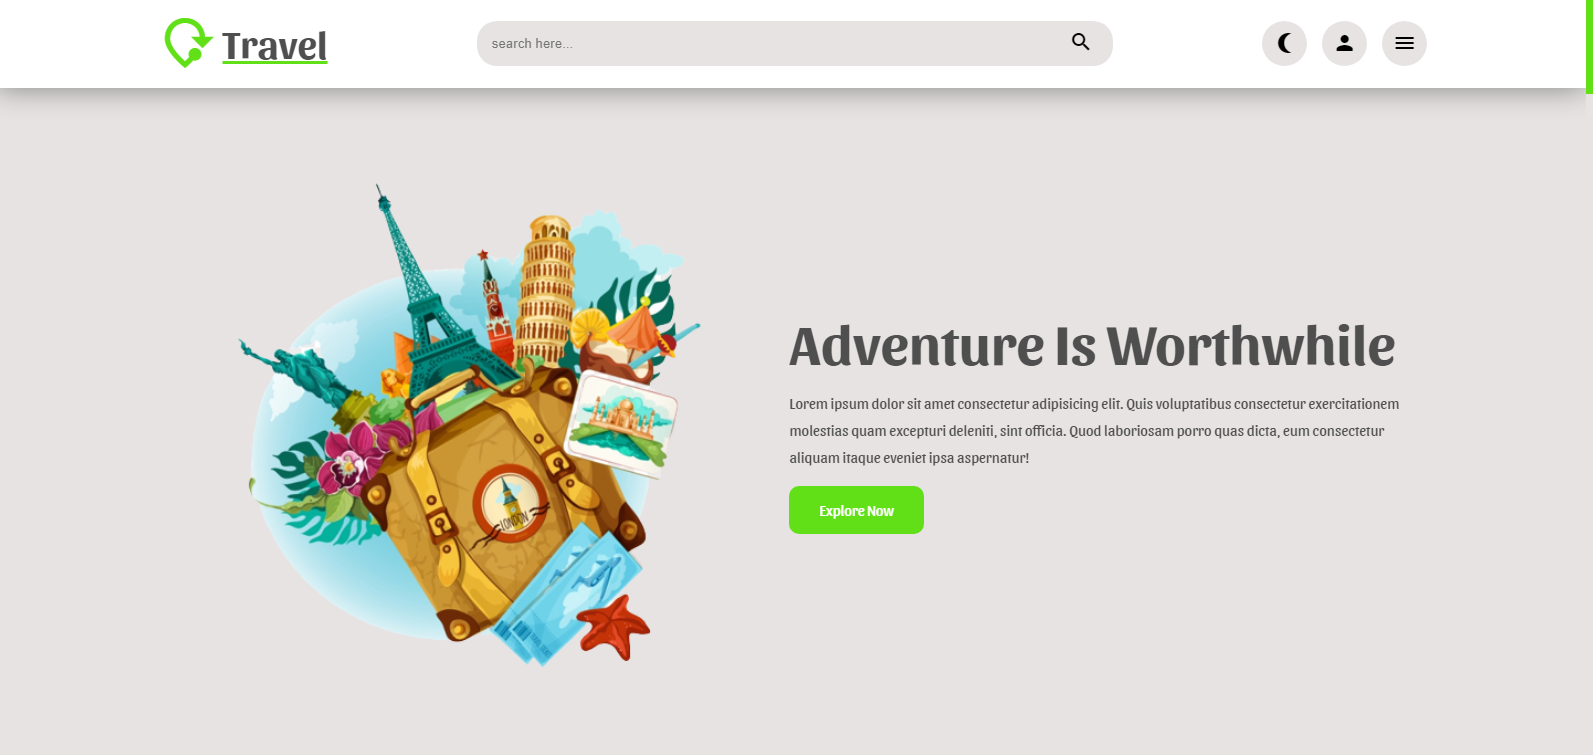 Travel
search here...
Adventure Is Worthwhile
Lorem ipsum dolor sit amet consectetur adipisicing elit. Quis voluptatibus consectetur exercitationem
molestias quam excepturi deleniti, sint officia. Quod laboriosam porro quas dicta, eum consectetur
aliquam itaque eveniet ipsa aspernatur!
LONDON
Explore Now